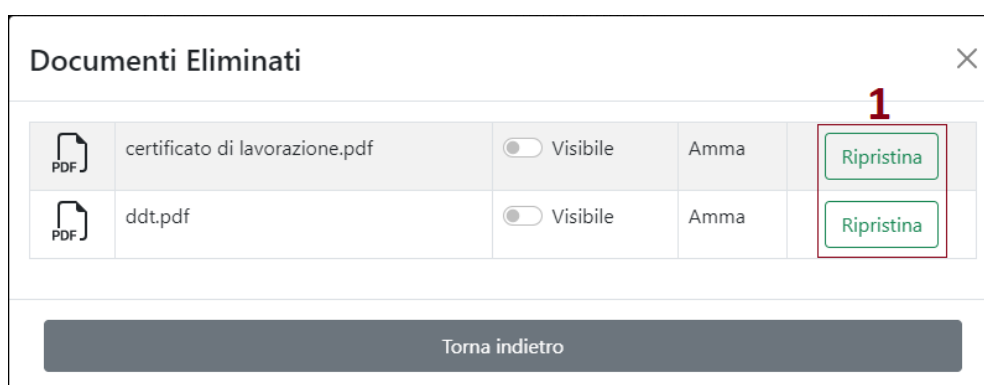 Documenti Eliminati
1
PDF certificato di lavorazione.pdf Visibile Amma Ripristina
PDF ddt.pdf Visibile Amma Ripristina
Torna indietro